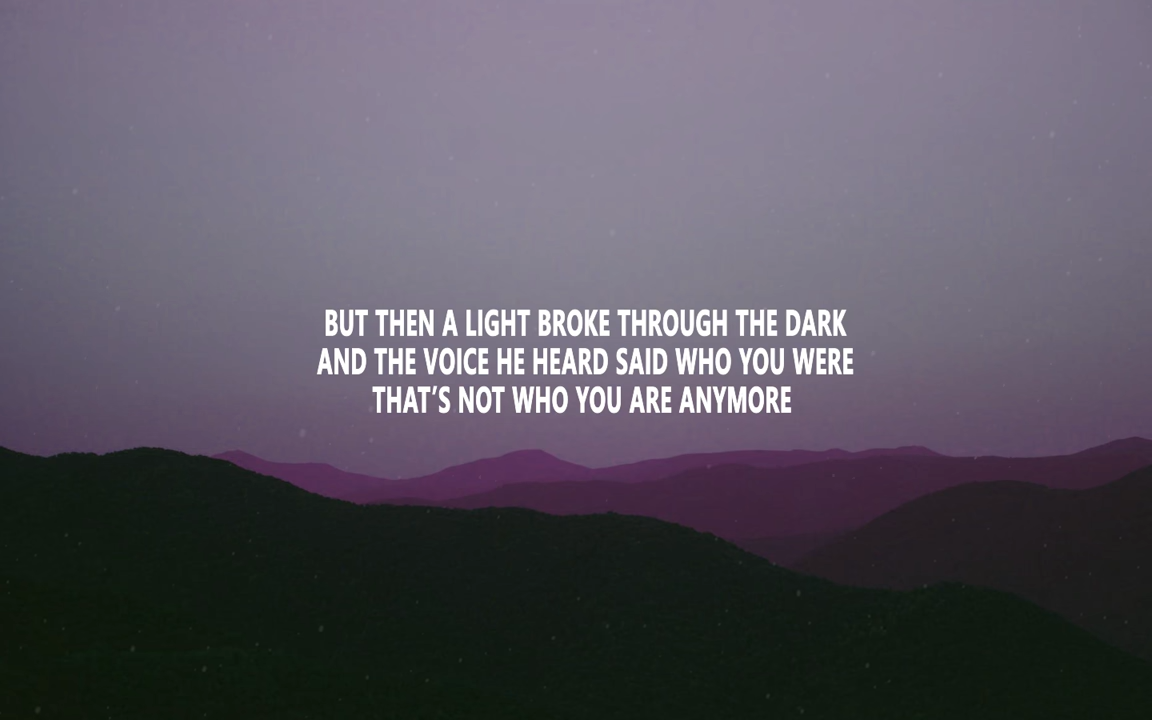 BUT THEN A LIGHT BROKE THROUGH THE DARK
AND THE VOICE HE HEARD SAID WHO YOU WERE
THAT’S NOT WHO YOU ARE ANYMORE